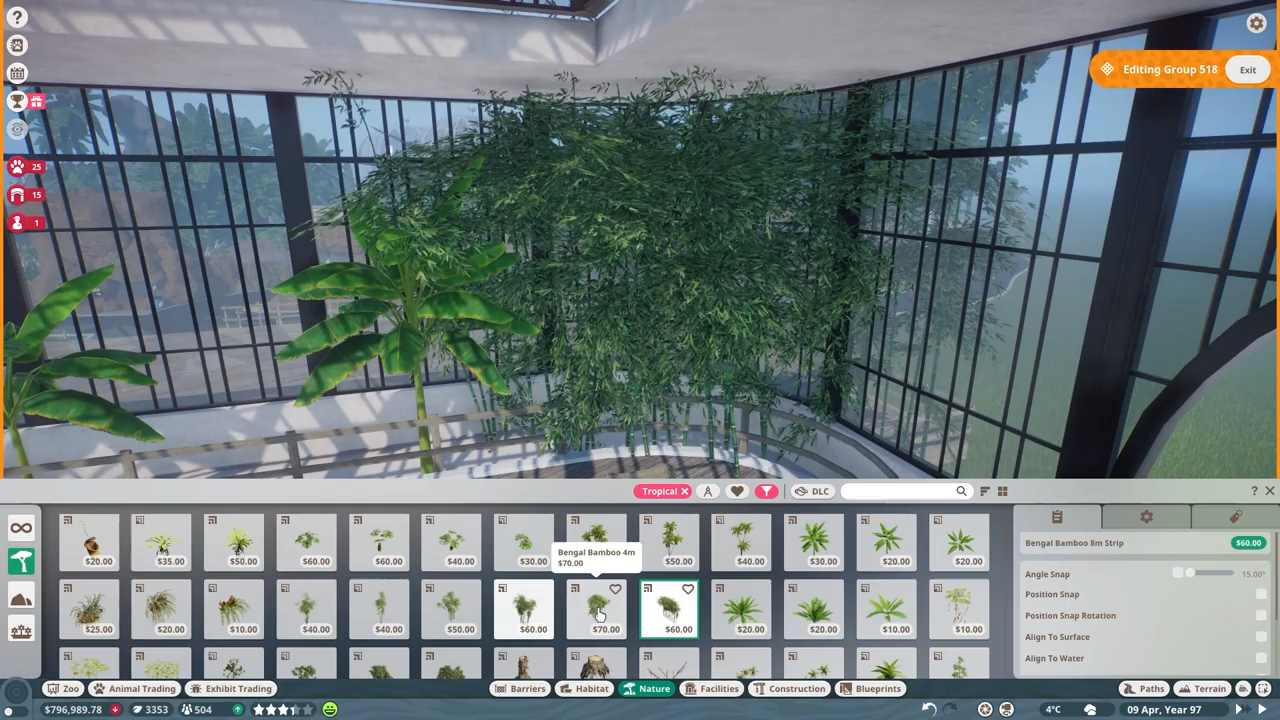 ?
Editing Group 518
Exit
25
15
1
Tropical ×
DLC
? ×
$20.00
$35.00
$50.00
$60.00
$60.00
$40.00
$30.00
$50.00
$40.00
$30.00
$20.00
$20.00
Bengal Bamboo 4m
$70.00
$25.00
$20.00
$10.00
$40.00
$40.00
$50.00
$60.00
$70.00
$60.00
$20.00
$20.00
$10.00
$10.00
Bengal Bamboo 8m Strip
$60.00
Angle Snap
15.00°
Position Snap
Position Snap Rotation
Align To Surface
Align To Water
Zoo
Animal Trading
Exhibit Trading
Barriers
Habitat
Nature
Facilities
Construction
Blueprints
Paths
Terrain
$796,989.78
3353
504
4°C
09 Apr, Year 97